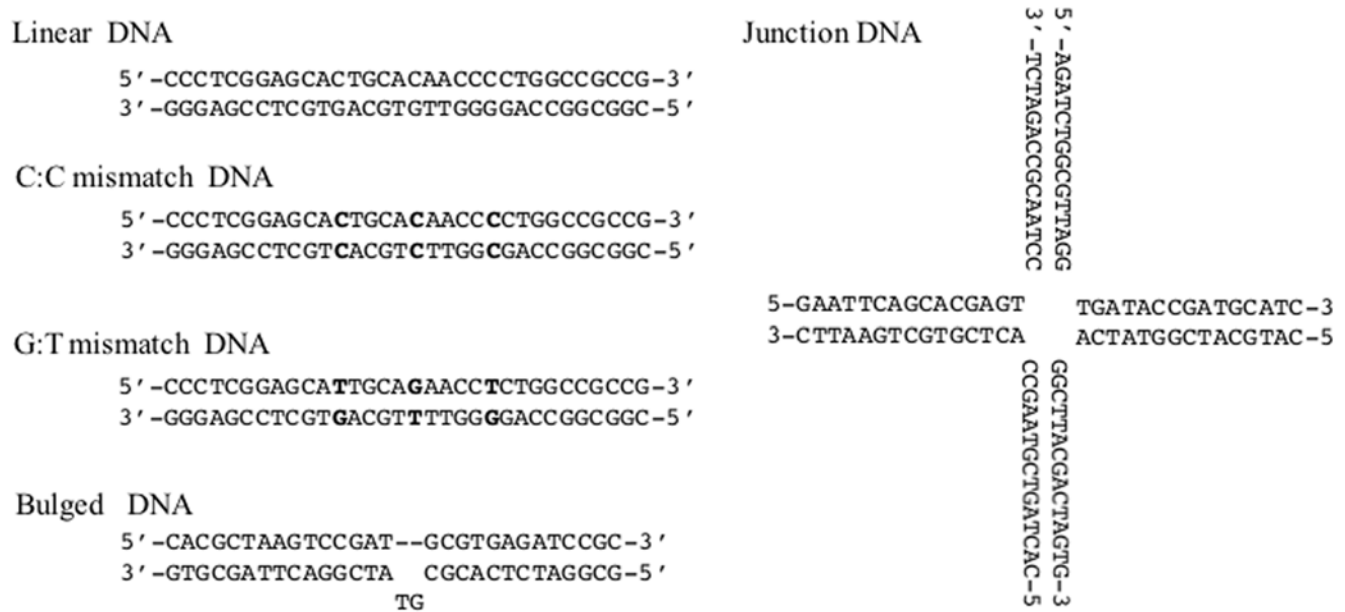 Linear DNA
5′-CCCTCGGAGCACTGCACAACCCCTGGCCGCCG-3′
3′-GGGAGCCTCGTGACGTGTTGGGGACCGGCGGC-5′
C:C mismatch DNA
5′-CCCTCGGAGCACTGCACAACCCCTGGCCGCCG-3′
3′-GGGAGCCTCGTCACGTCTTGGCGACCGGCGGC-5′
G:T mismatch DNA
5′-CCCTCGGAGCATTGCAGAACCTCTGGCCGCCG-3′
3′-GGGAGCCTCGTGACGTTTTGGGGACCGGCGGC-5′
Bulged DNA
5′-CACGCTAAGTCCGAT--GCGTGAGATCCGC-3′
3′-GTGCGATTCAGGCTA CGCACTCTAGGCG-5′
TG
Junction DNA
5′-AGATCTGGCGTTAGG
3′-TCTAGACCGCAATCC
5-GAATTCAGCACGAGT TGATACCGATGCATC-3
3-CTTAAGTCGTGCTCA ACTATGGCTACGTAC-5
GGCTTACGACTAGTG-3
CCGAATGCTGATCAC-5